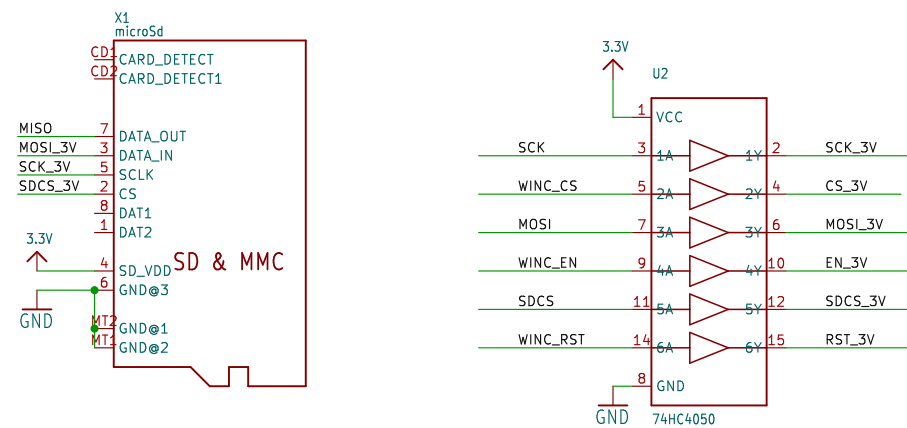 X1
microSd
CD1 CARD_DETECT
CD2 CARD_DETECT1
MISO 7 DATA_OUT
MOSI_3V 3 DATA_IN
SCK_3V 5 SCLK
SDCS_3V 2 CS
8 DAT1
1 DAT2
3.3V
SD & MMC
4 SD_VDD
6 GND@3
GND
MT2 GND@1
MT1 GND@2
3.3V
U2
1 VCC
SCK 3 1A 1Y 2 SCK_3V
WINC_CS 5 2A 2Y 4 CS_3V
MOSI 7 3A 3Y 6 MOSI_3V
WINC_EN 9 4A 4Y 10 EN_3V
SDCS 11 5A 5Y 12 SDCS_3V
WINC_RST 14 6A 6Y 15 RST_3V
8 GND
GND
74HC4050